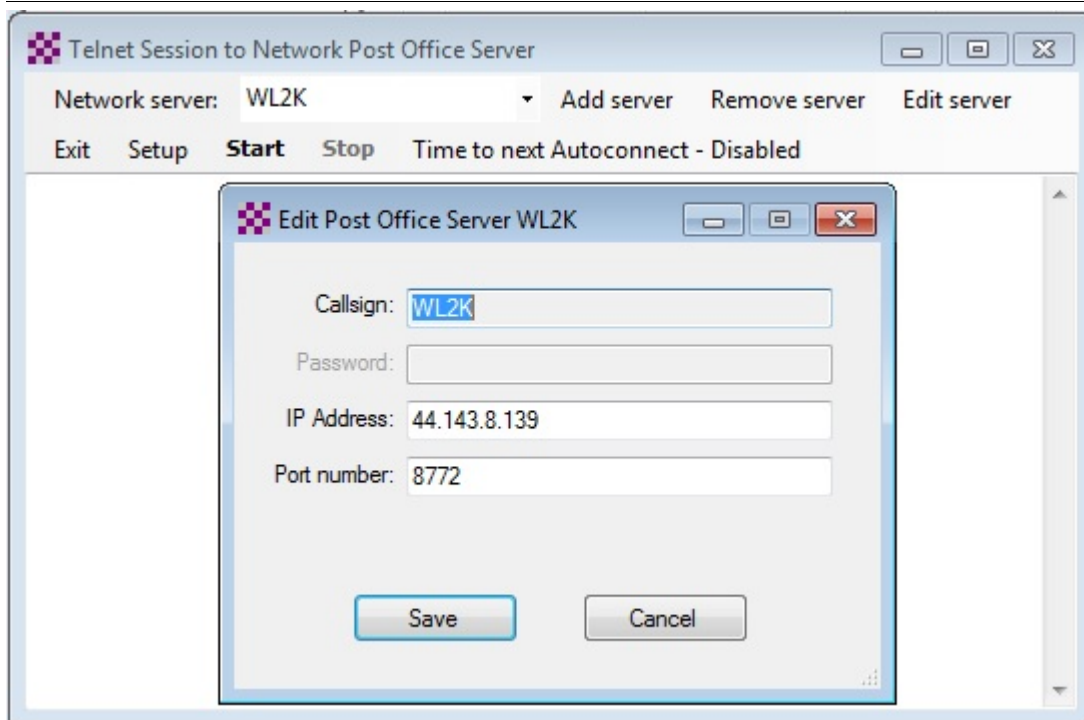 Telnet Session to Network Post Office Server
Network server: WL2K Add server Remove server Edit server
Exit Setup Start Stop Time to next Autoconnect - Disabled
Edit Post Office Server WL2K
Callsign: WL2K
Password:
IP Address: 44.143.8.139
Port number: 8772
Save Cancel